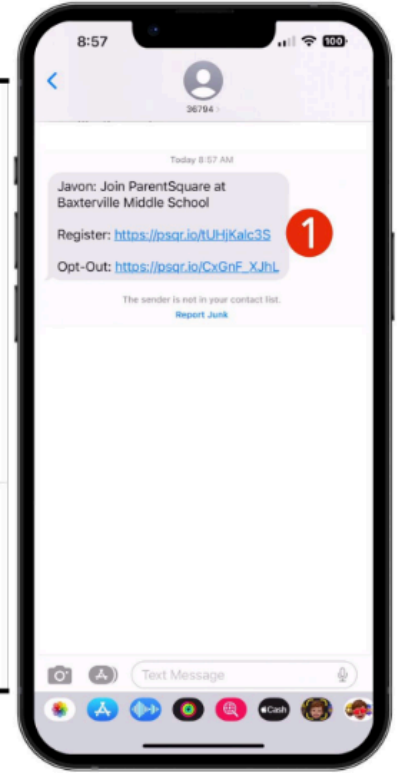 8:57
100
36794 >
Today 8:57 AM
Javon: Join ParentSquare at
Baxterville Middle School
Register: https://psqr.io/tUHjKalc3S
1
Opt-Out: https://psqr.io/CxGnF_XJhL
The sender is not in your contact list.
Report Junk
Text Message
Cash